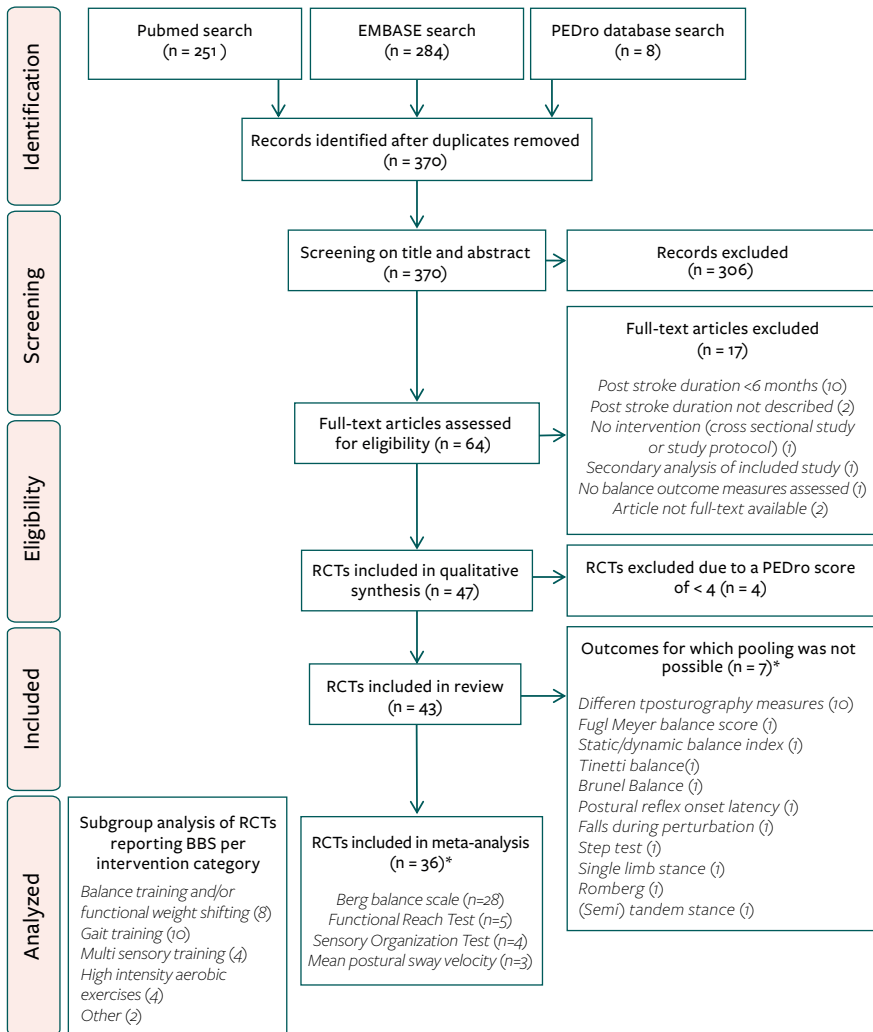 Identification
Pubmed search
(n = 251 )
EMBASE search
(n = 284)
PEDro database search
(n = 8)
Records identified after duplicates removed
(n = 370)
Screening
Screening on title and abstract
(n = 370)
Records excluded
(n = 306)
Full-text articles excluded
(n = 17)
Post stroke duration <6 months (10)
Post stroke duration not described (2)
No intervention (cross sectional study
or study protocol) (1)
Secondary analysis of included study (1)
No balance outcome measures assessed (1)
Article not full-text available (2)
Eligibility
Full-text articles assessed
for eligibility (n = 64)
RCTs included in qualitative
synthesis (n = 47)
RCTs excluded due to a PEDro score
of < 4 (n = 4)
Included
RCTs included in review
(n = 43)
Outcomes for which pooling was not
possible (n = 7)*
Differen tposturography measures (10)
Fugl Meyer balance score (1)
Static/dynamic balance index (1)
Tinetti balance(1)
Brunel Balance (1)
Postural reflex onset latency (1)
Falls during perturbation (1)
Step test (1)
Single limb stance (1)
Romberg (1)
(Semi) tandem stance (1)
Analyzed
Subgroup analysis of RCTs
reporting BBS per
intervention category
Balance training and/or
functional weight shifting (8)
Gait training (10)
Multi sensory training (4)
High intensity aerobic
exercises (4)
Other (2)
RCTs included in meta-analysis
(n = 36)*
Berg balance scale (n=28)
Functional Reach Test (n=5)
Sensory Organization Test (n=4)
Mean postural sway velocity (n=3)